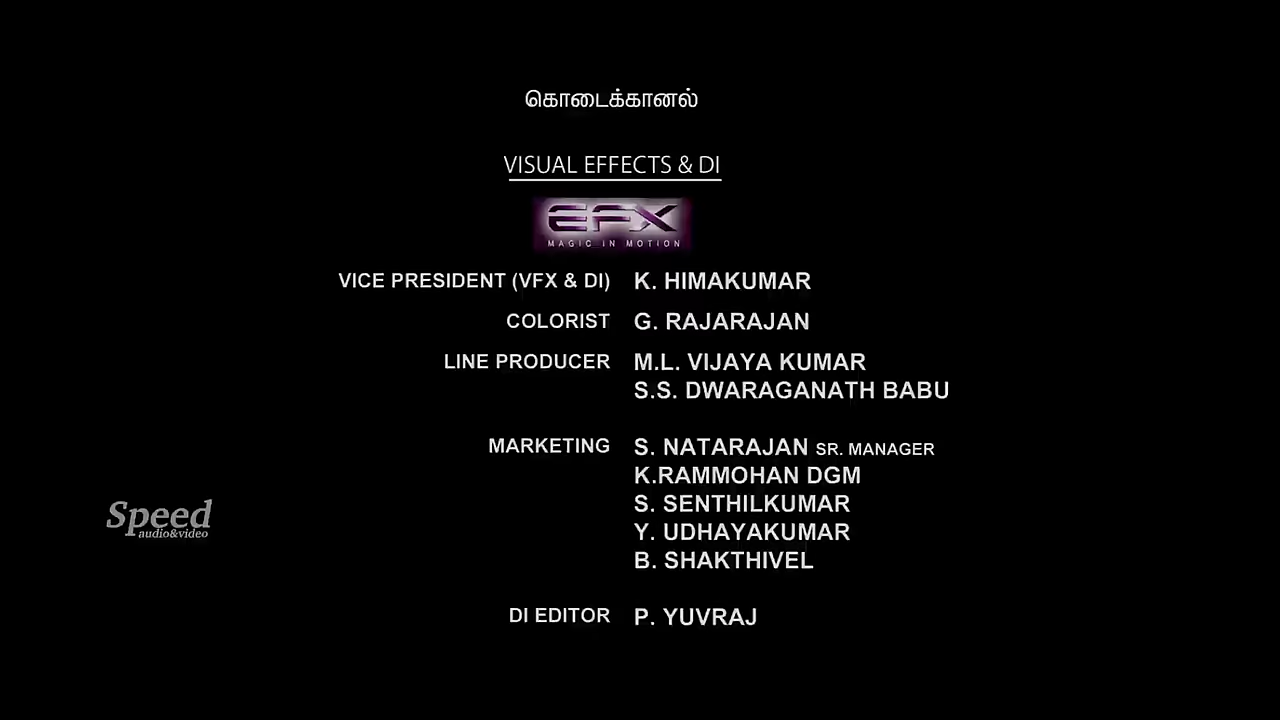 கொடைக்கானல்
VISUAL EFFECTS & DI
EFX
MAGIC IN MOTION
VICE PRESIDENT (VFX & DI) K. HIMAKUMAR
COLORIST G. RAJARAJAN
LINE PRODUCER M.L. VIJAYA KUMAR
S.S. DWARAGANATH BABU
MARKETING S. NATARAJAN SR. MANAGER
K.RAMMOHAN DGM
S. SENTHILKUMAR
Y. UDHAYAKUMAR
B. SHAKTHIVEL
DI EDITOR P. YUVRAJ
Speed
audio&video